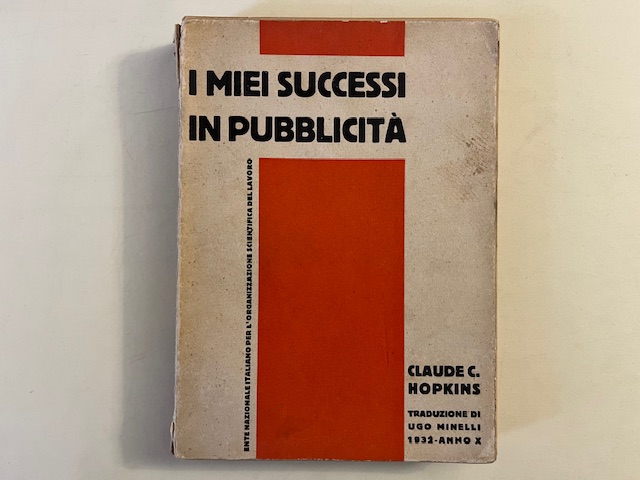 I MIEI SUCCESSI
IN PUBBLICITÀ
ENTE NAZIONALE ITALIANO PER L'ORGANIZZAZIONE SCIENTIFICA DEL LAVORO
CLAUDE C.
HOPKINS
TRADUZIONE DI
UGO MINELLI
1932-ANNO X